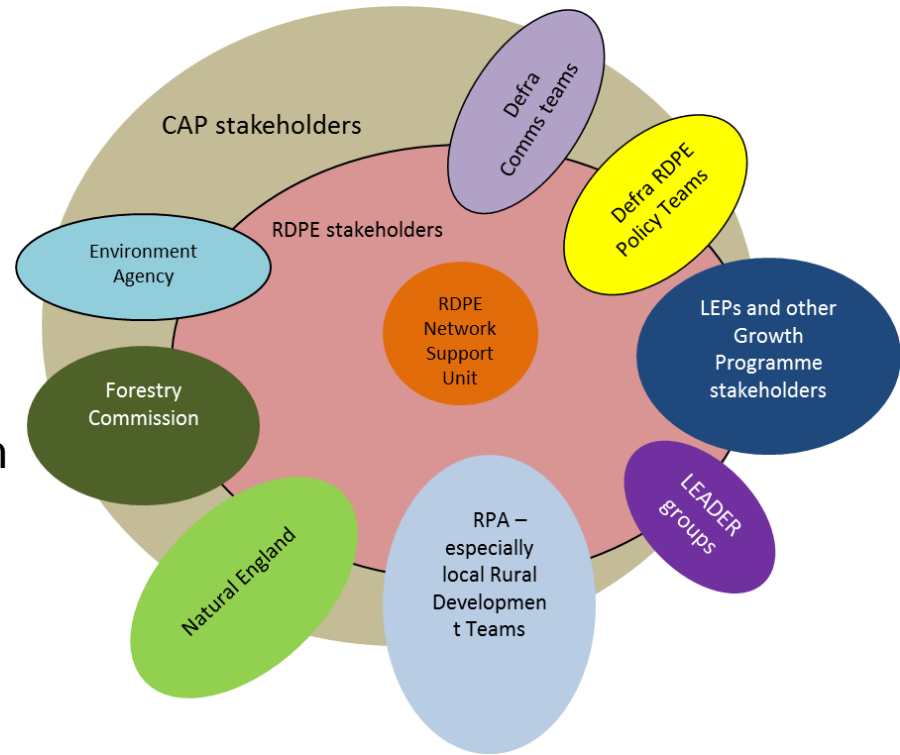 Defra
Comms teams
CAP stakeholders
Defra RDPE
Policy Teams
RDPE stakeholders
Environment
Agency
RDPE
Network
Support
Unit
LEPs and other
Growth
Programme
stakeholders
Forestry
Commission
n
LEADER
groups
RPA –
especially
local Rural
Developmen
t Teams
Natural England